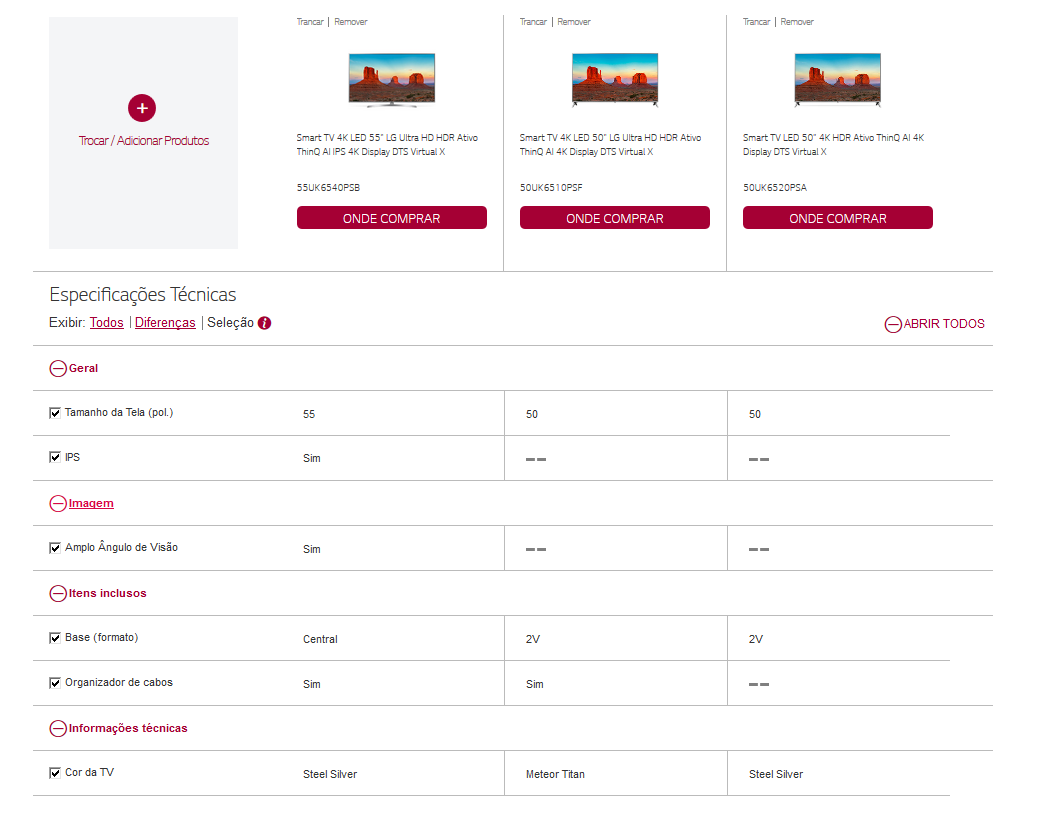 Trancar | Remover
Trancar | Remover
Trancar | Remover
Trocar / Adicionar Produtos
Smart TV 4K LED 55" LG Ultra HD HDR Ativo
ThinQ AI IPS 4K Display DTS Virtual X
55UK6540PSB
ONDE COMPRAR
Smart TV 4K LED 50" LG Ultra HD HDR Ativo
ThinQ AI 4K Display DTS Virtual X
50UK6510PSF
ONDE COMPRAR
Smart TV LED 50" 4K HDR Ativo ThinQ AI 4K
Display DTS Virtual X
50UK6520PSA
ONDE COMPRAR
Especificações Técnicas
Exibir: Todos | Diferenças | Seleção i
ABRIR TODOS
Geral
Tamanho da Tela (pol.) 55 50 50
IPS Sim -- --
Imagem
Amplo Ângulo de Visão Sim -- --
Itens inclusos
Base (formato) Central 2V 2V
Organizador de cabos Sim Sim --
Informações técnicas
Cor da TV Steel Silver Meteor Titan Steel Silver